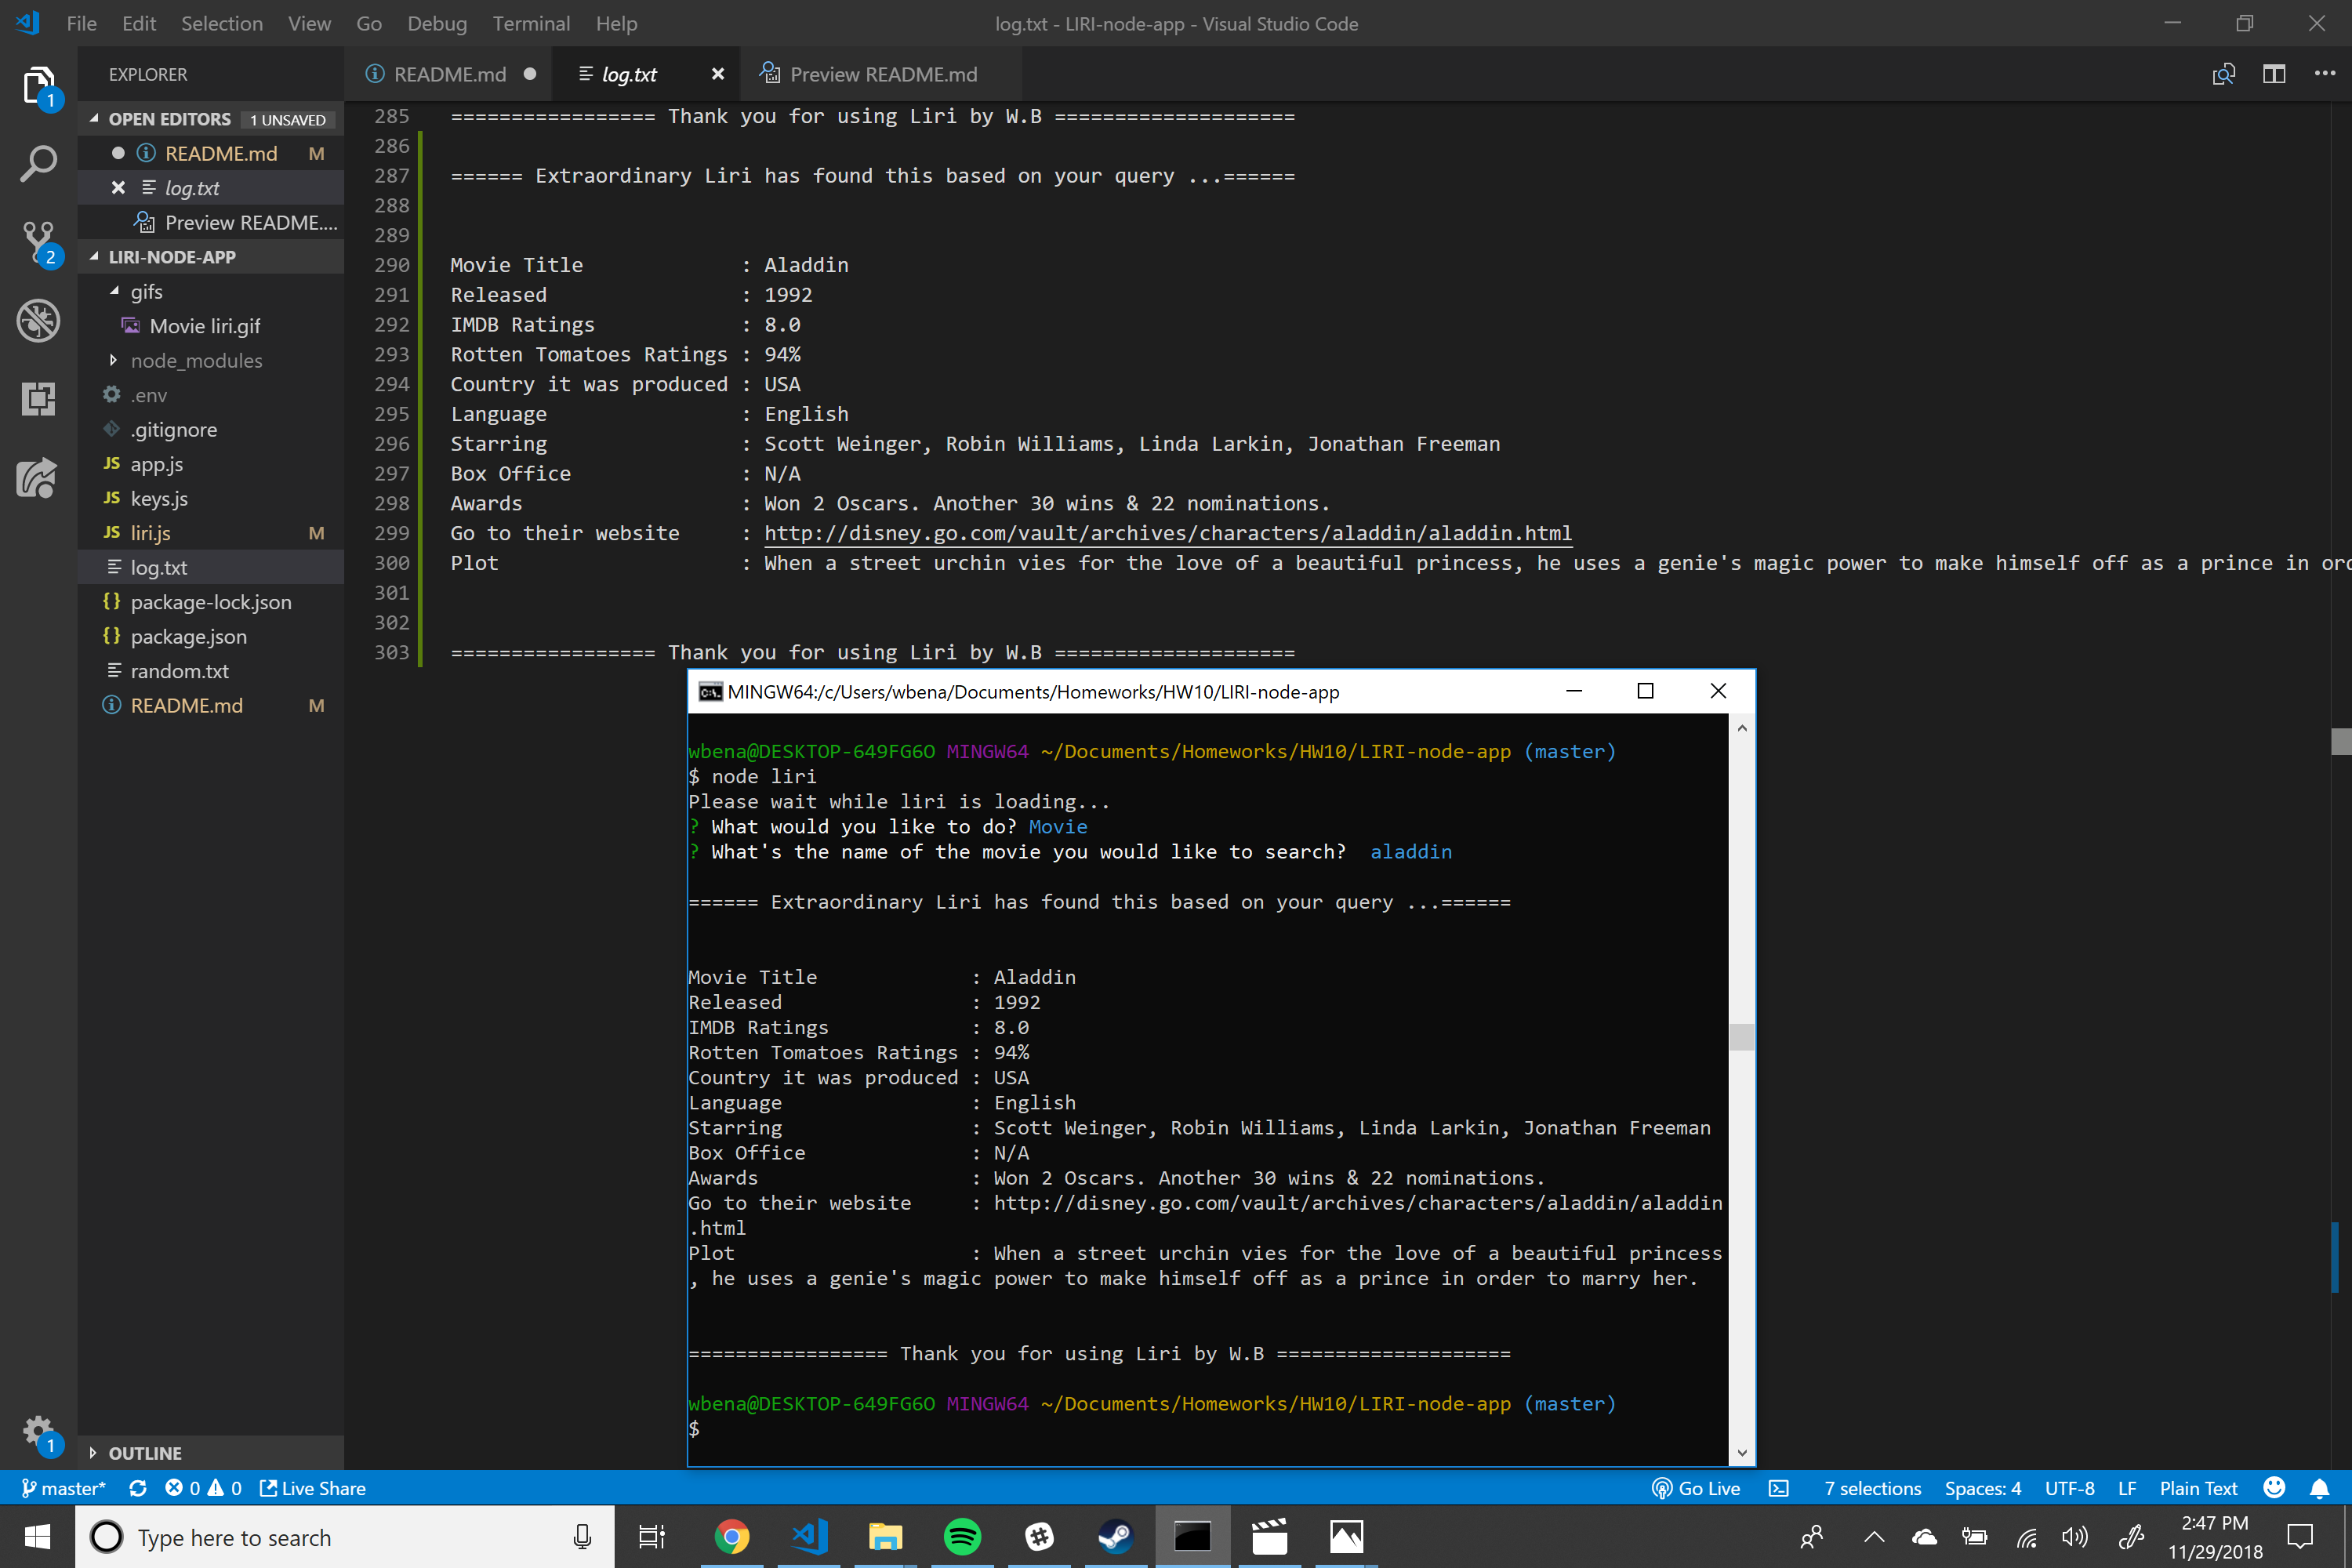 File Edit Selection View Go Debug Terminal Help
log.txt - LIRI-node-app - Visual Studio Code
EXPLORER
OPEN EDITORS 1 UNSAVED
README.md M
log.txt
Preview README....
LIRI-NODE-APP
gifs
Movie liri.gif
node_modules
.env
.gitignore
JS app.js
JS keys.js
JS liri.js M
log.txt
{} package-lock.json
{} package.json
random.txt
README.md M
OUTLINE
1
2
1
README.md
log.txt
Preview README.md
285 ================= Thank you for using Liri by W.B ====================
286
287 ====== Extraordinary Liri has found this based on your query ...======
288
289
290 Movie Title : Aladdin
291 Released : 1992
292 IMDB Ratings : 8.0
293 Rotten Tomatoes Ratings : 94%
294 Country it was produced : USA
295 Language : English
296 Starring : Scott Weinger, Robin Williams, Linda Larkin, Jonathan Freeman
297 Box Office : N/A
298 Awards : Won 2 Oscars. Another 30 wins & 22 nominations.
299 Go to their website : http://disney.go.com/vault/archives/characters/aladdin/aladdin.html
300 Plot : When a street urchin vies for the love of a beautiful princess, he uses a genie's magic power to make himself off as a prince in ord
301
302
303 ================= Thank you for using Liri by W.B ====================
MINGW64:/c/Users/wbena/Documents/Homeworks/HW10/LIRI-node-app
wbena@DESKTOP-649FG6O MINGW64 ~/Documents/Homeworks/HW10/LIRI-node-app (master)
$ node liri
Please wait while liri is loading...
? What would you like to do? Movie
? What's the name of the movie you would like to search? aladdin
====== Extraordinary Liri has found this based on your query ...======
Movie Title : Aladdin
Released : 1992
IMDB Ratings : 8.0
Rotten Tomatoes Ratings : 94%
Country it was produced : USA
Language : English
Starring : Scott Weinger, Robin Williams, Linda Larkin, Jonathan Freeman
Box Office : N/A
Awards : Won 2 Oscars. Another 30 wins & 22 nominations.
Go to their website : http://disney.go.com/vault/archives/characters/aladdin/aladdin
.html
Plot : When a street urchin vies for the love of a beautiful princess
, he uses a genie's magic power to make himself off as a prince in order to marry her.
================= Thank you for using Liri by W.B ====================
wbena@DESKTOP-649FG6O MINGW64 ~/Documents/Homeworks/HW10/LIRI-node-app (master)
$
master* 0 0 Live Share Go Live 7 selections Spaces: 4 UTF-8 LF Plain Text
Type here to search
2:47 PM
11/29/2018